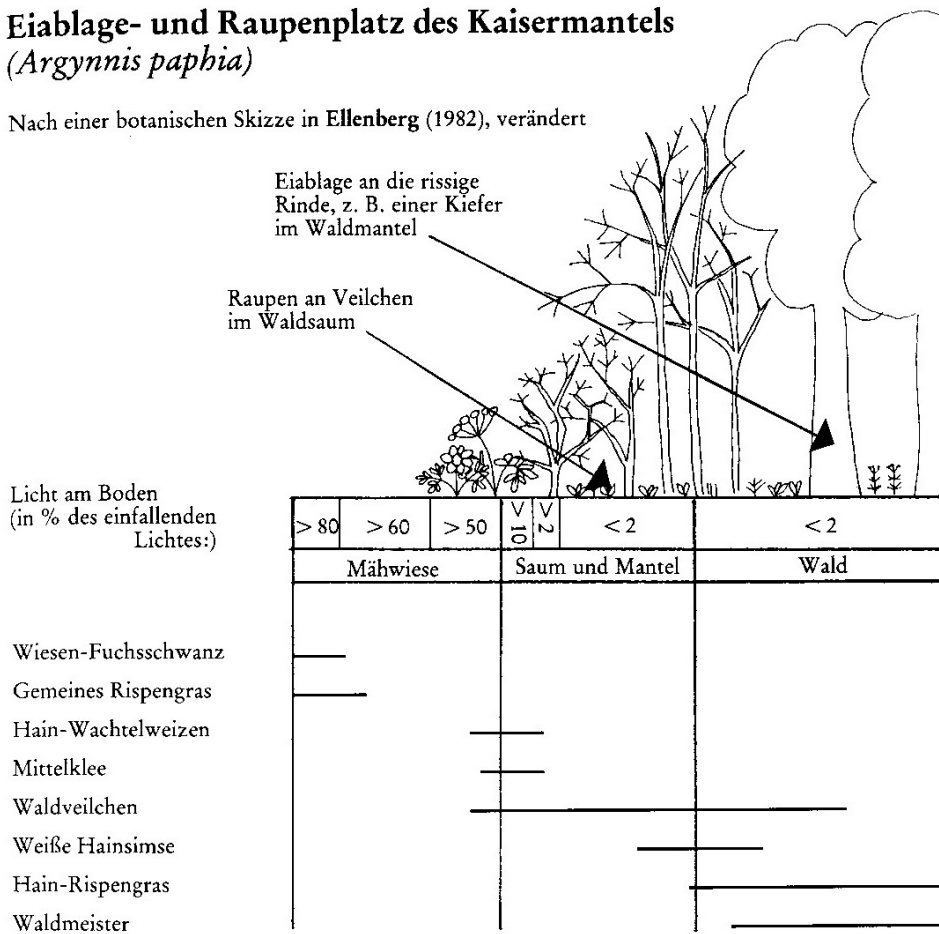 Eiablage- und Raupenplatz des Kaisermantels
(Argynnis paphia)
Nach einer botanischen Skizze in Ellenberg (1982), verändert
Eiablage an die rissige
Rinde, z. B. einer Kiefer
im Waldmantel
Raupen an Veilchen
im Waldsaum
Licht am Boden
(in % des einfallenden
Lichtes:)
> 80 > 60 > 50 > 10 > 2 < 2 < 2
Mähwiese Saum und Mantel Wald
Wiesen-Fuchsschwanz
Gemeines Rispengras
Hain-Wachtelweizen
Mittelklee
Waldveilchen
Weiße Hainsimse
Hain-Rispengras
Waldmeister